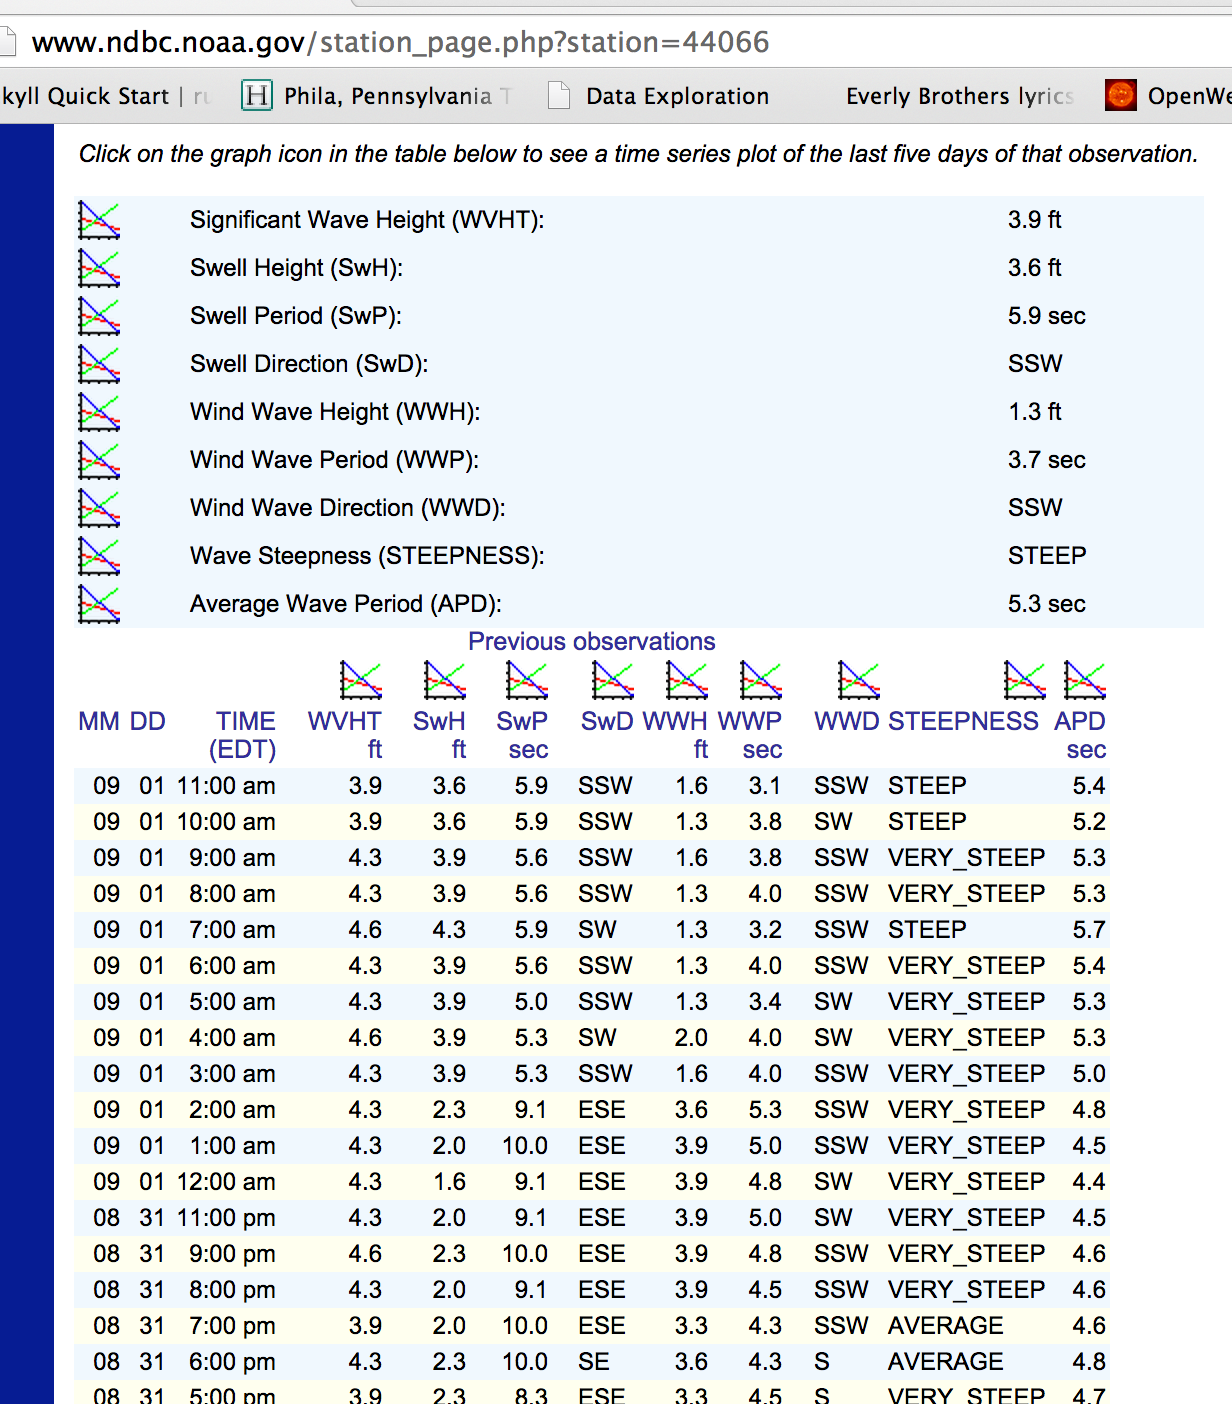 www.ndbc.noaa.gov/station_page.php?station=44066
kyll Quick Start | ru H Phila, Pennsylvania T Data Exploration Everly Brothers lyrics OpenWe
Click on the graph icon in the table below to see a time series plot of the last five days of that observation.
Significant Wave Height (WVHT): 3.9 ft
Swell Height (SwH): 3.6 ft
Swell Period (SwP): 5.9 sec
Swell Direction (SwD): SSW
Wind Wave Height (WWH): 1.3 ft
Wind Wave Period (WWP): 3.7 sec
Wind Wave Direction (WWD): SSW
Wave Steepness (STEEPNESS): STEEP
Average Wave Period (APD): 5.3 sec
Previous observations
MM DD TIME WVHT SwH SwP SwD WWH WWP WWD STEEPNESS APD
(EDT) ft ft sec ft sec sec
09 01 11:00 am 3.9 3.6 5.9 SSW 1.6 3.1 SSW STEEP 5.4
09 01 10:00 am 3.9 3.6 5.9 SSW 1.3 3.8 SW STEEP 5.2
09 01 9:00 am 4.3 3.9 5.6 SSW 1.6 3.8 SSW VERY_STEEP 5.3
09 01 8:00 am 4.3 3.9 5.6 SSW 1.3 4.0 SSW VERY_STEEP 5.3
09 01 7:00 am 4.6 4.3 5.9 SW 1.3 3.2 SSW STEEP 5.7
09 01 6:00 am 4.3 3.9 5.6 SSW 1.3 4.0 SSW VERY_STEEP 5.4
09 01 5:00 am 4.3 3.9 5.0 SSW 1.3 3.4 SW VERY_STEEP 5.3
09 01 4:00 am 4.6 3.9 5.3 SW 2.0 4.0 SW VERY_STEEP 5.3
09 01 3:00 am 4.3 3.9 5.3 SSW 1.6 4.0 SSW VERY_STEEP 5.0
09 01 2:00 am 4.3 2.3 9.1 ESE 3.6 5.3 SSW VERY_STEEP 4.8
09 01 1:00 am 4.3 2.0 10.0 ESE 3.9 5.0 SSW VERY_STEEP 4.5
09 01 12:00 am 4.3 1.6 9.1 ESE 3.9 4.8 SW VERY_STEEP 4.4
08 31 11:00 pm 4.3 2.0 9.1 ESE 3.9 5.0 SW VERY_STEEP 4.5
08 31 9:00 pm 4.6 2.3 10.0 ESE 3.9 4.8 SSW VERY_STEEP 4.6
08 31 8:00 pm 4.3 2.0 9.1 ESE 3.9 4.5 SSW VERY_STEEP 4.6
08 31 7:00 pm 3.9 2.0 10.0 ESE 3.3 4.3 SSW AVERAGE 4.6
08 31 6:00 pm 4.3 2.3 10.0 SE 3.6 4.3 S AVERAGE 4.8
08 31 5:00 pm 3.9 2.3 8.3 ESE 3.3 4.5 S VERY_STEEP 4.7